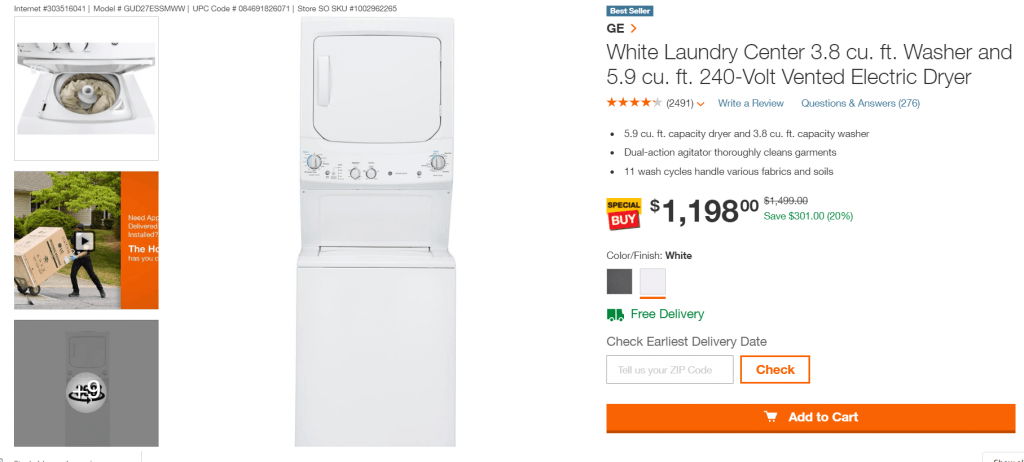 Internet #303516041 | Model # GUD27ESSMWW | UPC Code # 084691826071 | Store SO SKU #1002962265
Best Seller
GE >
White Laundry Center 3.8 cu. ft. Washer and
5.9 cu. ft. 240-Volt Vented Electric Dryer
(2491)
Write a Review
Questions & Answers (276)
• 5.9 cu. ft. capacity dryer and 3.8 cu. ft. capacity washer
• Dual-action agitator thoroughly cleans garments
• 11 wash cycles handle various fabrics and soils
SPECIAL
BUY
$1,198.00
$1,499.00
Save $301.00 (20%)
Need App
Delivered
Installed?
The Ho
has you c
Color/Finish: White
Free Delivery
Check Earliest Delivery Date
Tell us your ZIP Code
Check
+9
Add to Cart